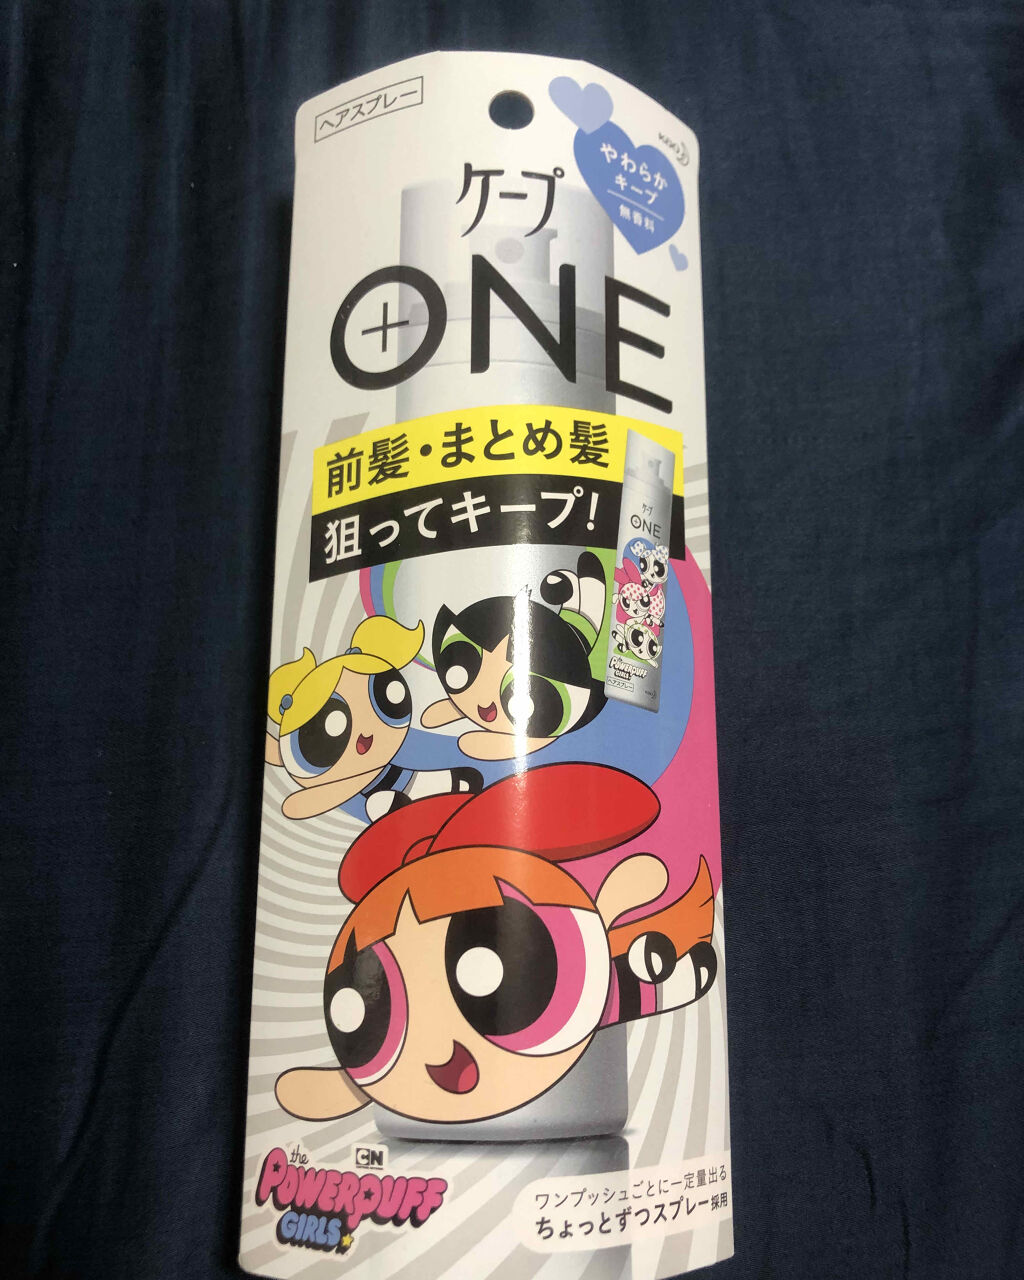 ヘアスプレー
KAO
やわらか
キープ
無香料
ケープ
ONE
前髪・まとめ髪
狙ってキープ!
ケープ
ONE
POWERPUFF
GIRLS
ヘアスプレー
the
CN
POWERPUFF
GIRLS
ワンプッシュごとに一定量出る
ちょっとずつスプレー採用